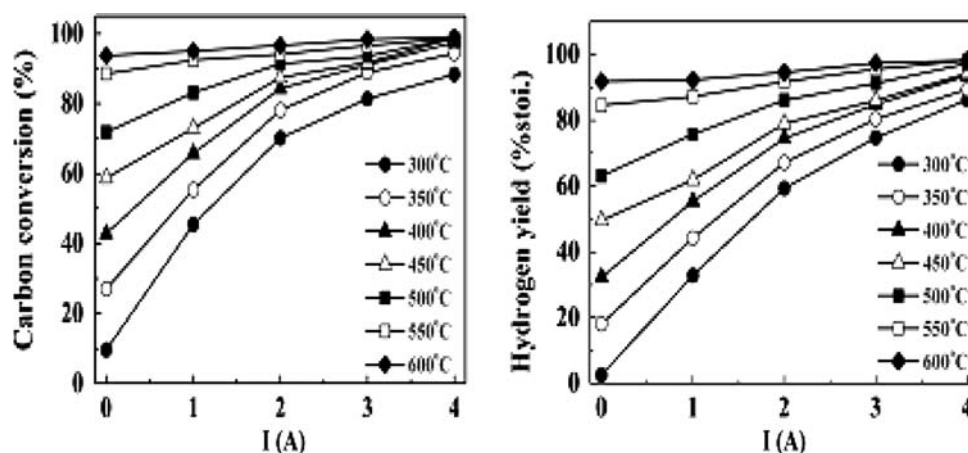 Carbon conversion (%)
100
80
60
40
20
0
300°C
350°C
400°C
450°C
500°C
550°C
600°C
0 1 2 3 4
I (A)
Hydrogen yield (%stoi.)
100
80
60
40
20
0
300°C
350°C
400°C
450°C
500°C
550°C
600°C
0 1 2 3 4
I (A)